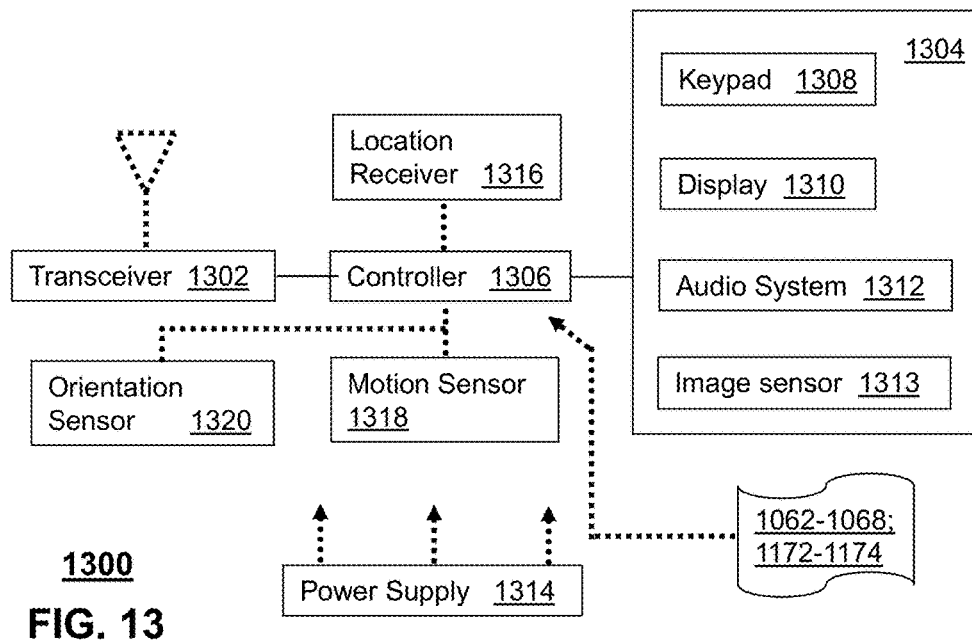 1304
Keypad 1308
Location
Receiver 1316
Display 1310
Transceiver 1302
Controller 1306
Audio System 1312
Orientation
Sensor 1320
Motion Sensor
1318
Image sensor 1313
1062-1068;
1172-1174
1300
Power Supply 1314
FIG. 13